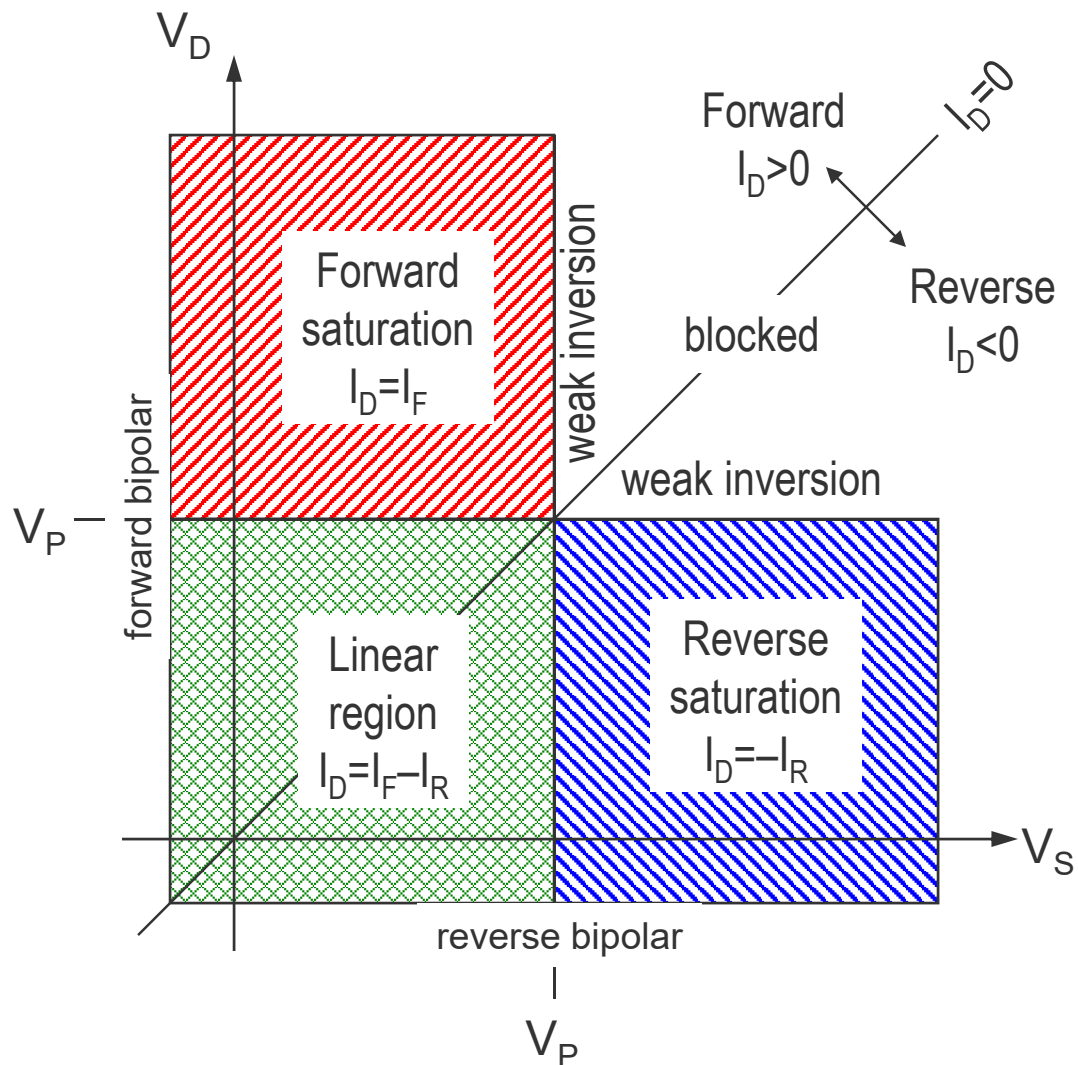 V_D
I_D=0
Forward
I_D>0
Reverse
I_D<0
Forward
saturation
I_D=I_F
weak inversion
blocked
weak inversion
forward bipolar
V_P
Linear
region
I_D=I_F–I_R
Reverse
saturation
I_D=–I_R
V_S
reverse bipolar
V_P